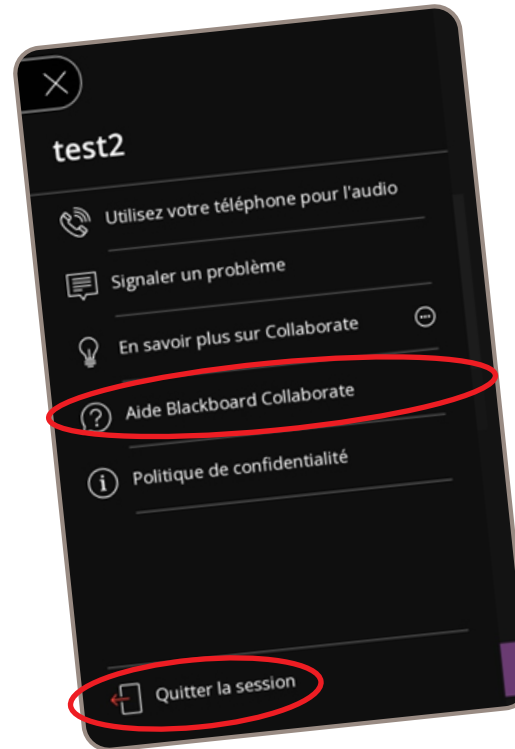 test2
Utilisez votre téléphone pour l'audio
Signaler un problème
En savoir plus sur Collaborate
Aide Blackboard Collaborate
Politique de confidentialité
Quitter la session